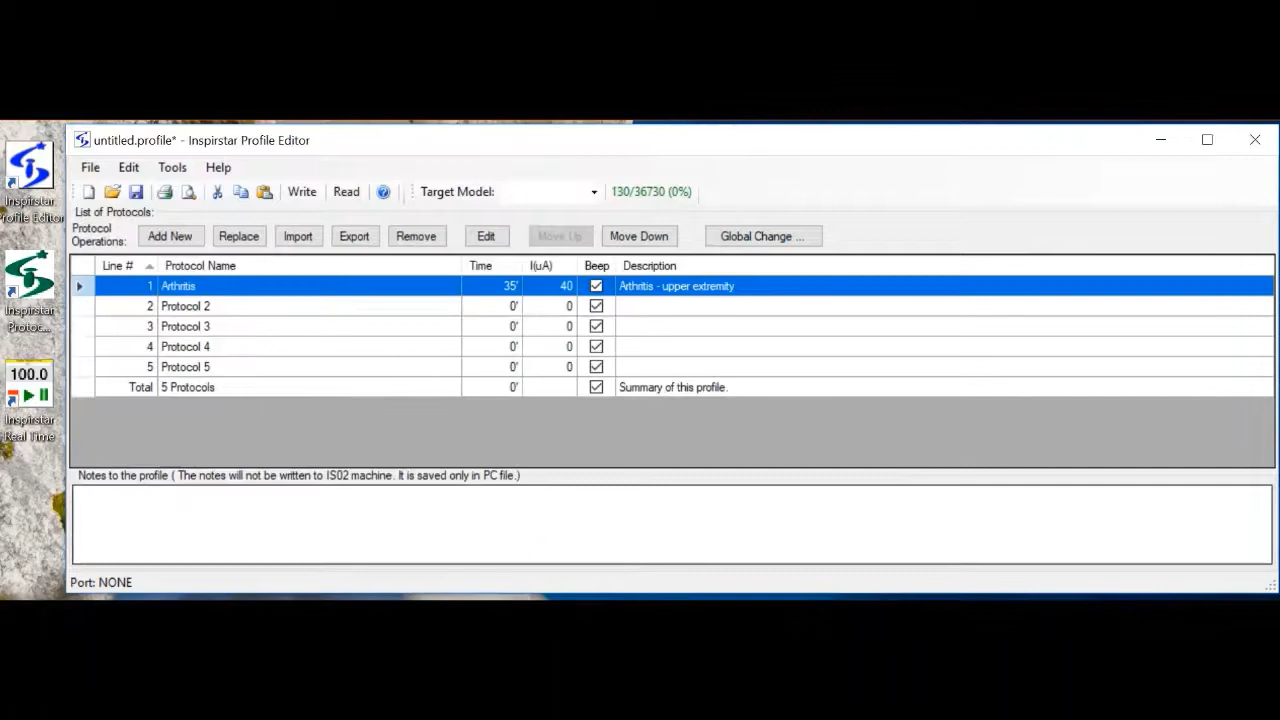 untitled.profile* - Inspirstar Profile Editor
File Edit Tools Help
Write Read Target Model: 130/36730 (0%)
List of Protocols:
Protocol Operations: Add New Replace Import Export Remove Edit Move Up Move Down Global Change ...
Line # Protocol Name Time I(uA) Beep Description
1 Arthritis 35' 40 Arthritis - upper extremity
2 Protocol 2 0' 0
3 Protocol 3 0' 0
4 Protocol 4 0' 0
5 Protocol 5 0' 0
Total 5 Protocols 0' Summary of this profile.
Notes to the profile ( The notes will not be written to IS02 machine. It is saved only in PC file.)
Port: NONE
Inspirstar
Profile Editor
Inspirstar
Protoc...
100.0
Inspirstar
Real Time